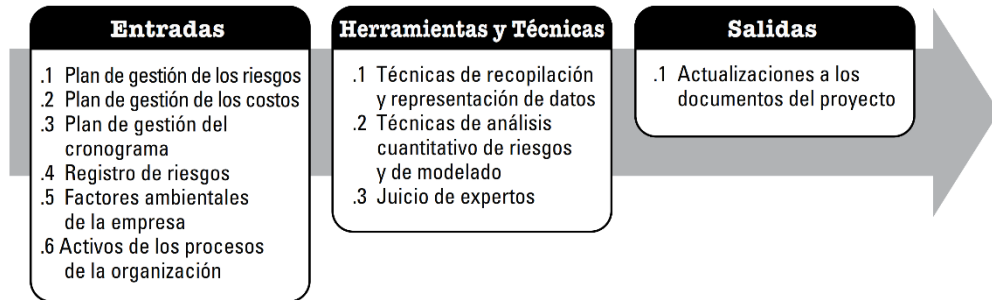 Entradas
.1 Plan de gestión de los riesgos
.2 Plan de gestión de los costos
.3 Plan de gestión del
cronograma
.4 Registro de riesgos
.5 Factores ambientales
de la empresa
.6 Activos de los procesos
de la organización
Herramientas y Técnicas
.1 Técnicas de recopilación
y representación de datos
.2 Técnicas de análisis
cuantitativo de riesgos
y de modelado
.3 Juicio de expertos
Salidas
.1 Actualizaciones a los
documentos del proyecto